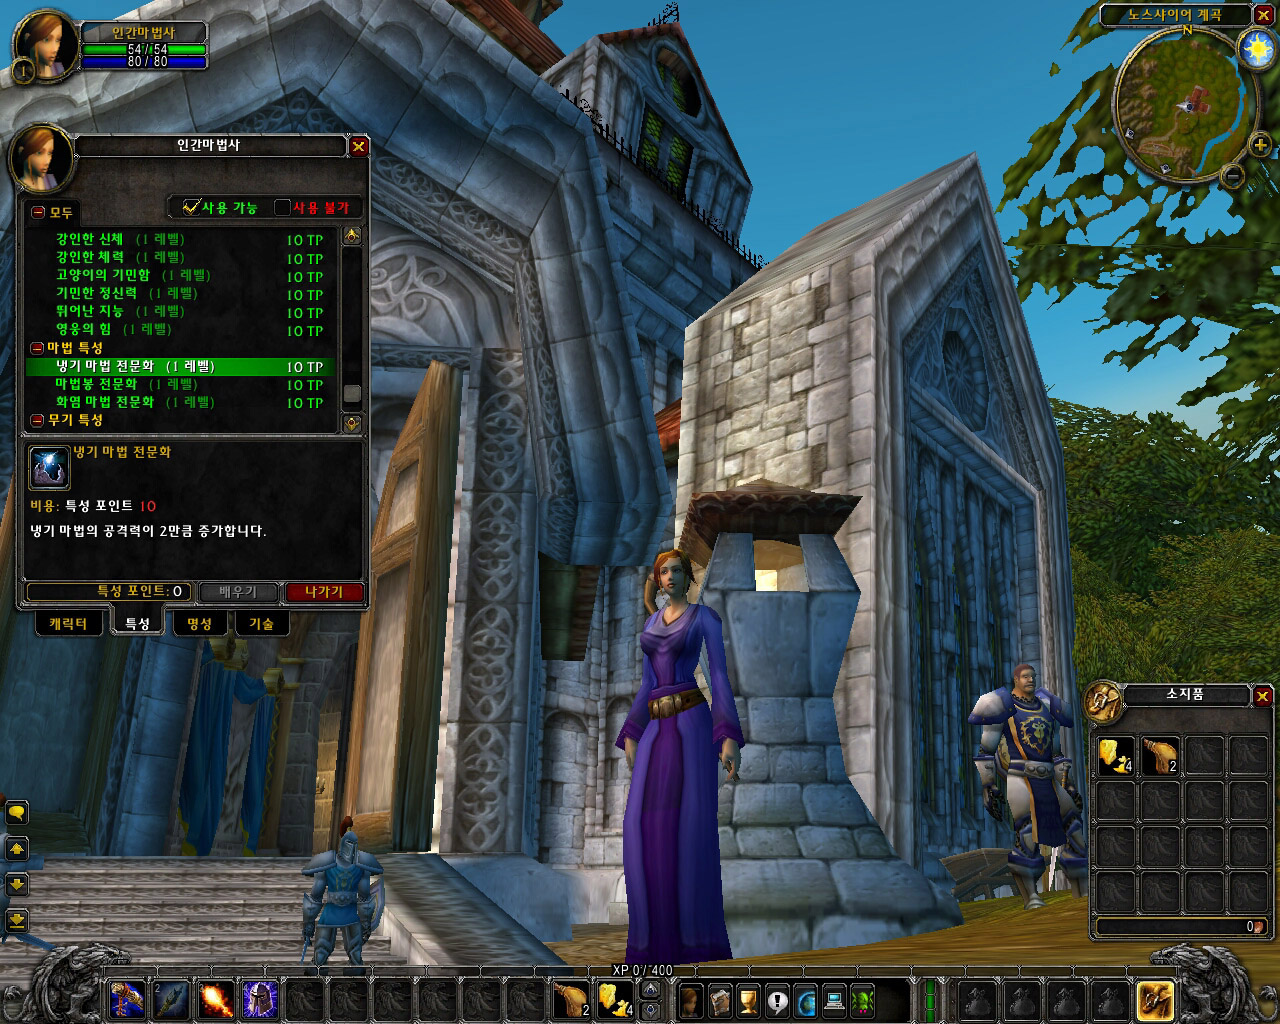 인간마법사
54 / 54
80 / 80
1
노스샤이어 계곡
N
인간마법사
모두
사용 가능
사용 불가
강인한 신체 (1 레벨) 10 TP
강인한 체력 (1 레벨) 10 TP
고양이의 기민함 (1 레벨) 10 TP
기민한 정신력 (1 레벨) 10 TP
뛰어난 지능 (1 레벨) 10 TP
영웅의 힘 (1 레벨) 10 TP
마법 특성
냉기 마법 전문화 (1 레벨) 10 TP
마법봉 전문화 (1 레벨) 10 TP
화염 마법 전문화 (1 레벨) 10 TP
무기 특성
냉기 마법 전문화
비용: 특성 포인트 10
냉기 마법의 공격력이 2만큼 증가합니다.
특성 포인트: 0
배우기
나가기
캐릭터
특성
명성
기술
소지품
4
2
0
XP 0 / 400
2
2
4